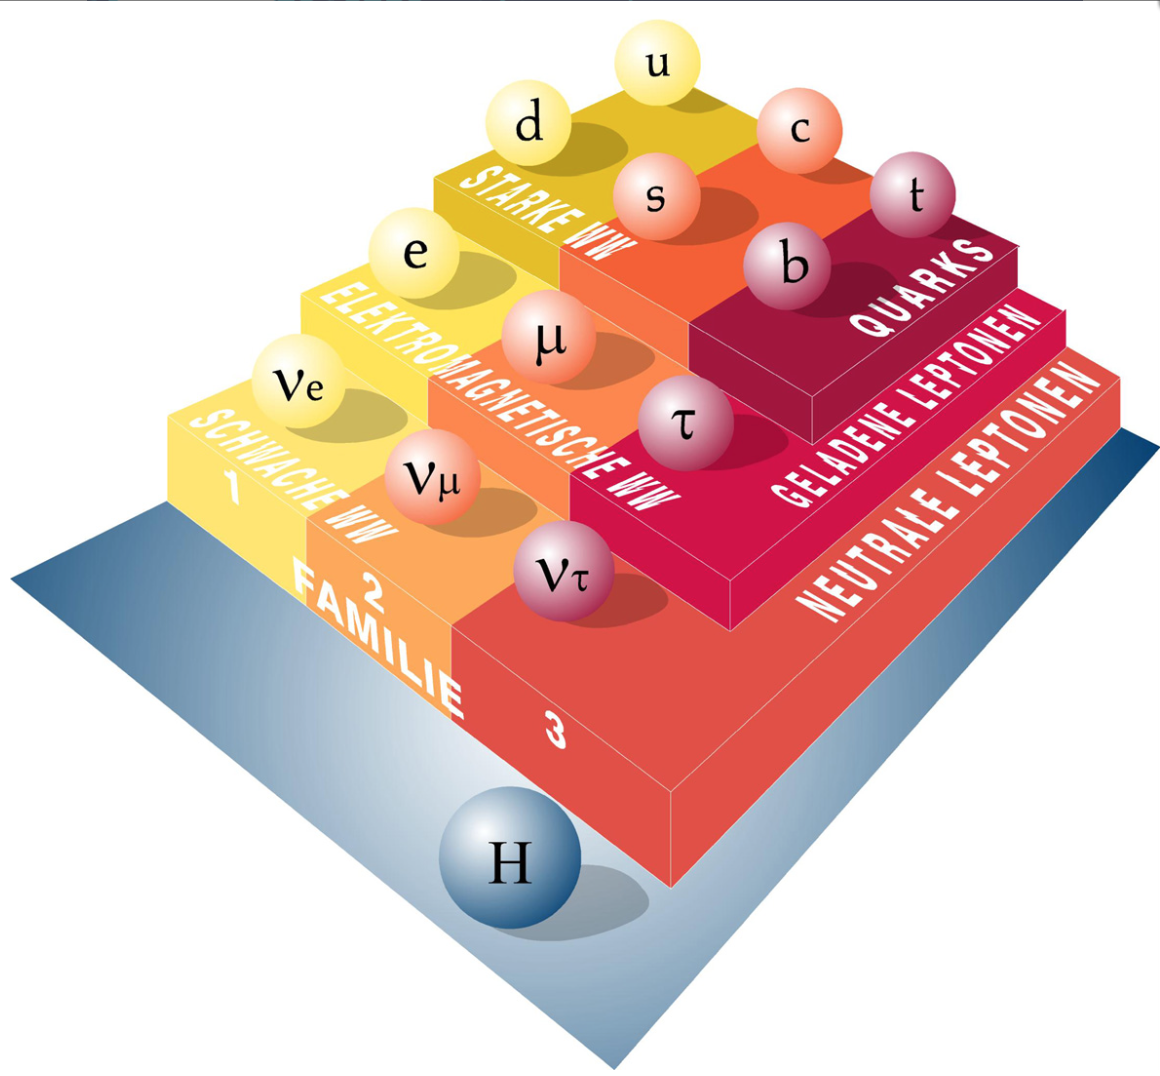 u
d
c
s
t
b
STARKE WW
QUARKS
e
μ
τ
ELEKTROMAGNETISCHE WW
GELADENE LEPTONEN
νe
νμ
ντ
SCHWACHE WW
NEUTRALE LEPTONEN
1
2
3
FAMILIE
H